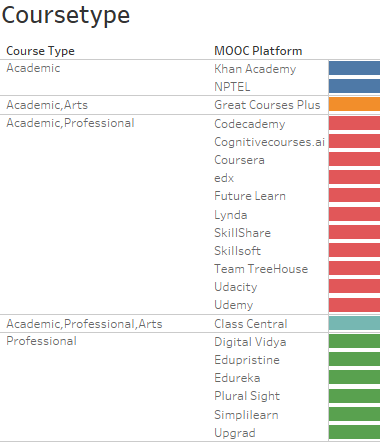 Coursetype
Course Type MOOC Platform
Academic Khan Academy
NPTEL
Academic,Arts Great Courses Plus
Academic,Professional Codecademy
Cognitivecourses.ai
Coursera
edx
Future Learn
Lynda
SkillShare
Skillsoft
Team TreeHouse
Udacity
Udemy
Academic,Professional,Arts Class Central
Professional Digital Vidya
Edupristine
Edureka
Plural Sight
Simplilearn
Upgrad